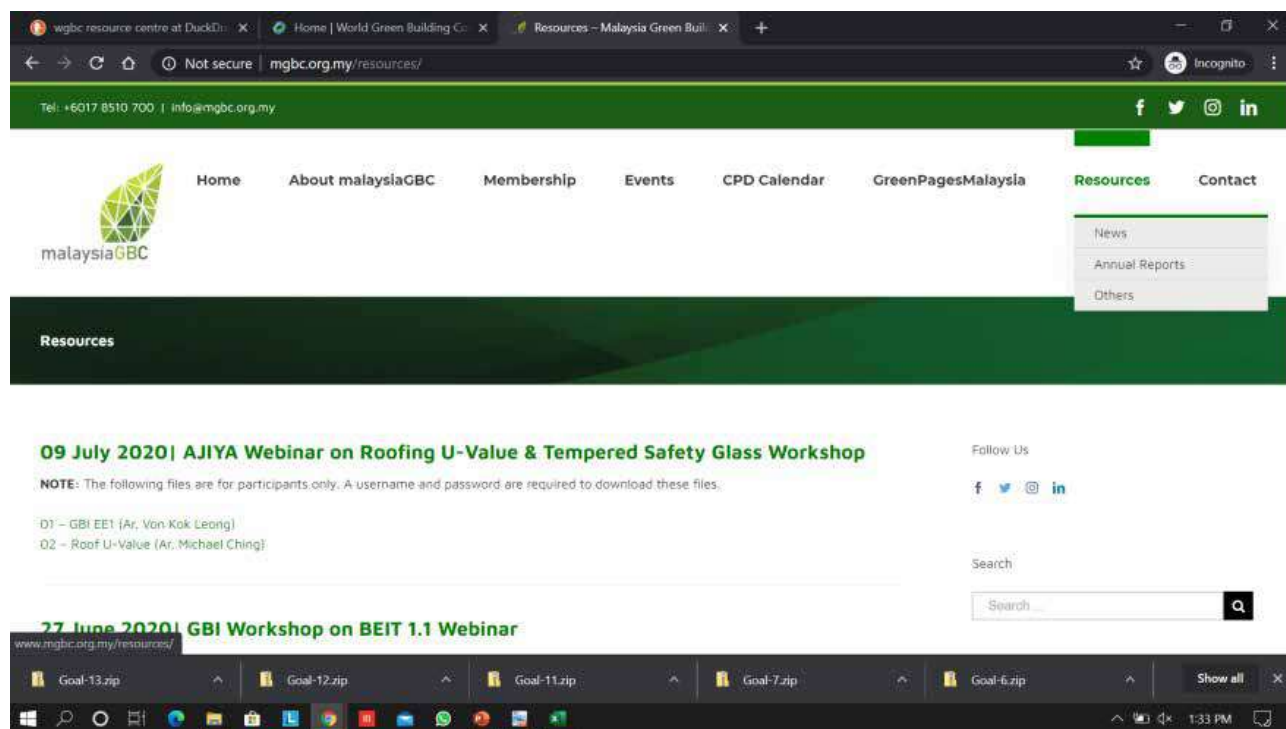 wgbc resource centre at DuckDu
Home | World Green Building Co
Resources – Malaysia Green Buil
Not secure | mgbc.org.my/resources/
Incognito
Tel: +6017 8510 700 | info@mgbc.org.my
malaysiaGBC
Home
About malaysiaGBC
Membership
Events
CPD Calendar
GreenPagesMalaysia
Resources
Contact
News
Annual Reports
Others
Resources
09 July 2020| AJIYA Webinar on Roofing U-Value & Tempered Safety Glass Workshop
NOTE: The following files are for participants only. A username and password are required to download these files.
01 – GBI EE1 (Ar. Von Kok Leong)
02 – Roof U-Value (Ar. Michael Ching)
27 June 2020| GBI Workshop on BEIT 1.1 Webinar
Follow Us
Search
Search ...
www.mgbc.org.my/resources/
Goal-13.zip
Goal-12.zip
Goal-11.zip
Goal-7.zip
Goal-6.zip
Show all
1:33 PM